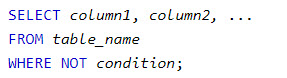 SELECT column1, column2, ...
FROM table_name
WHERE NOT condition;